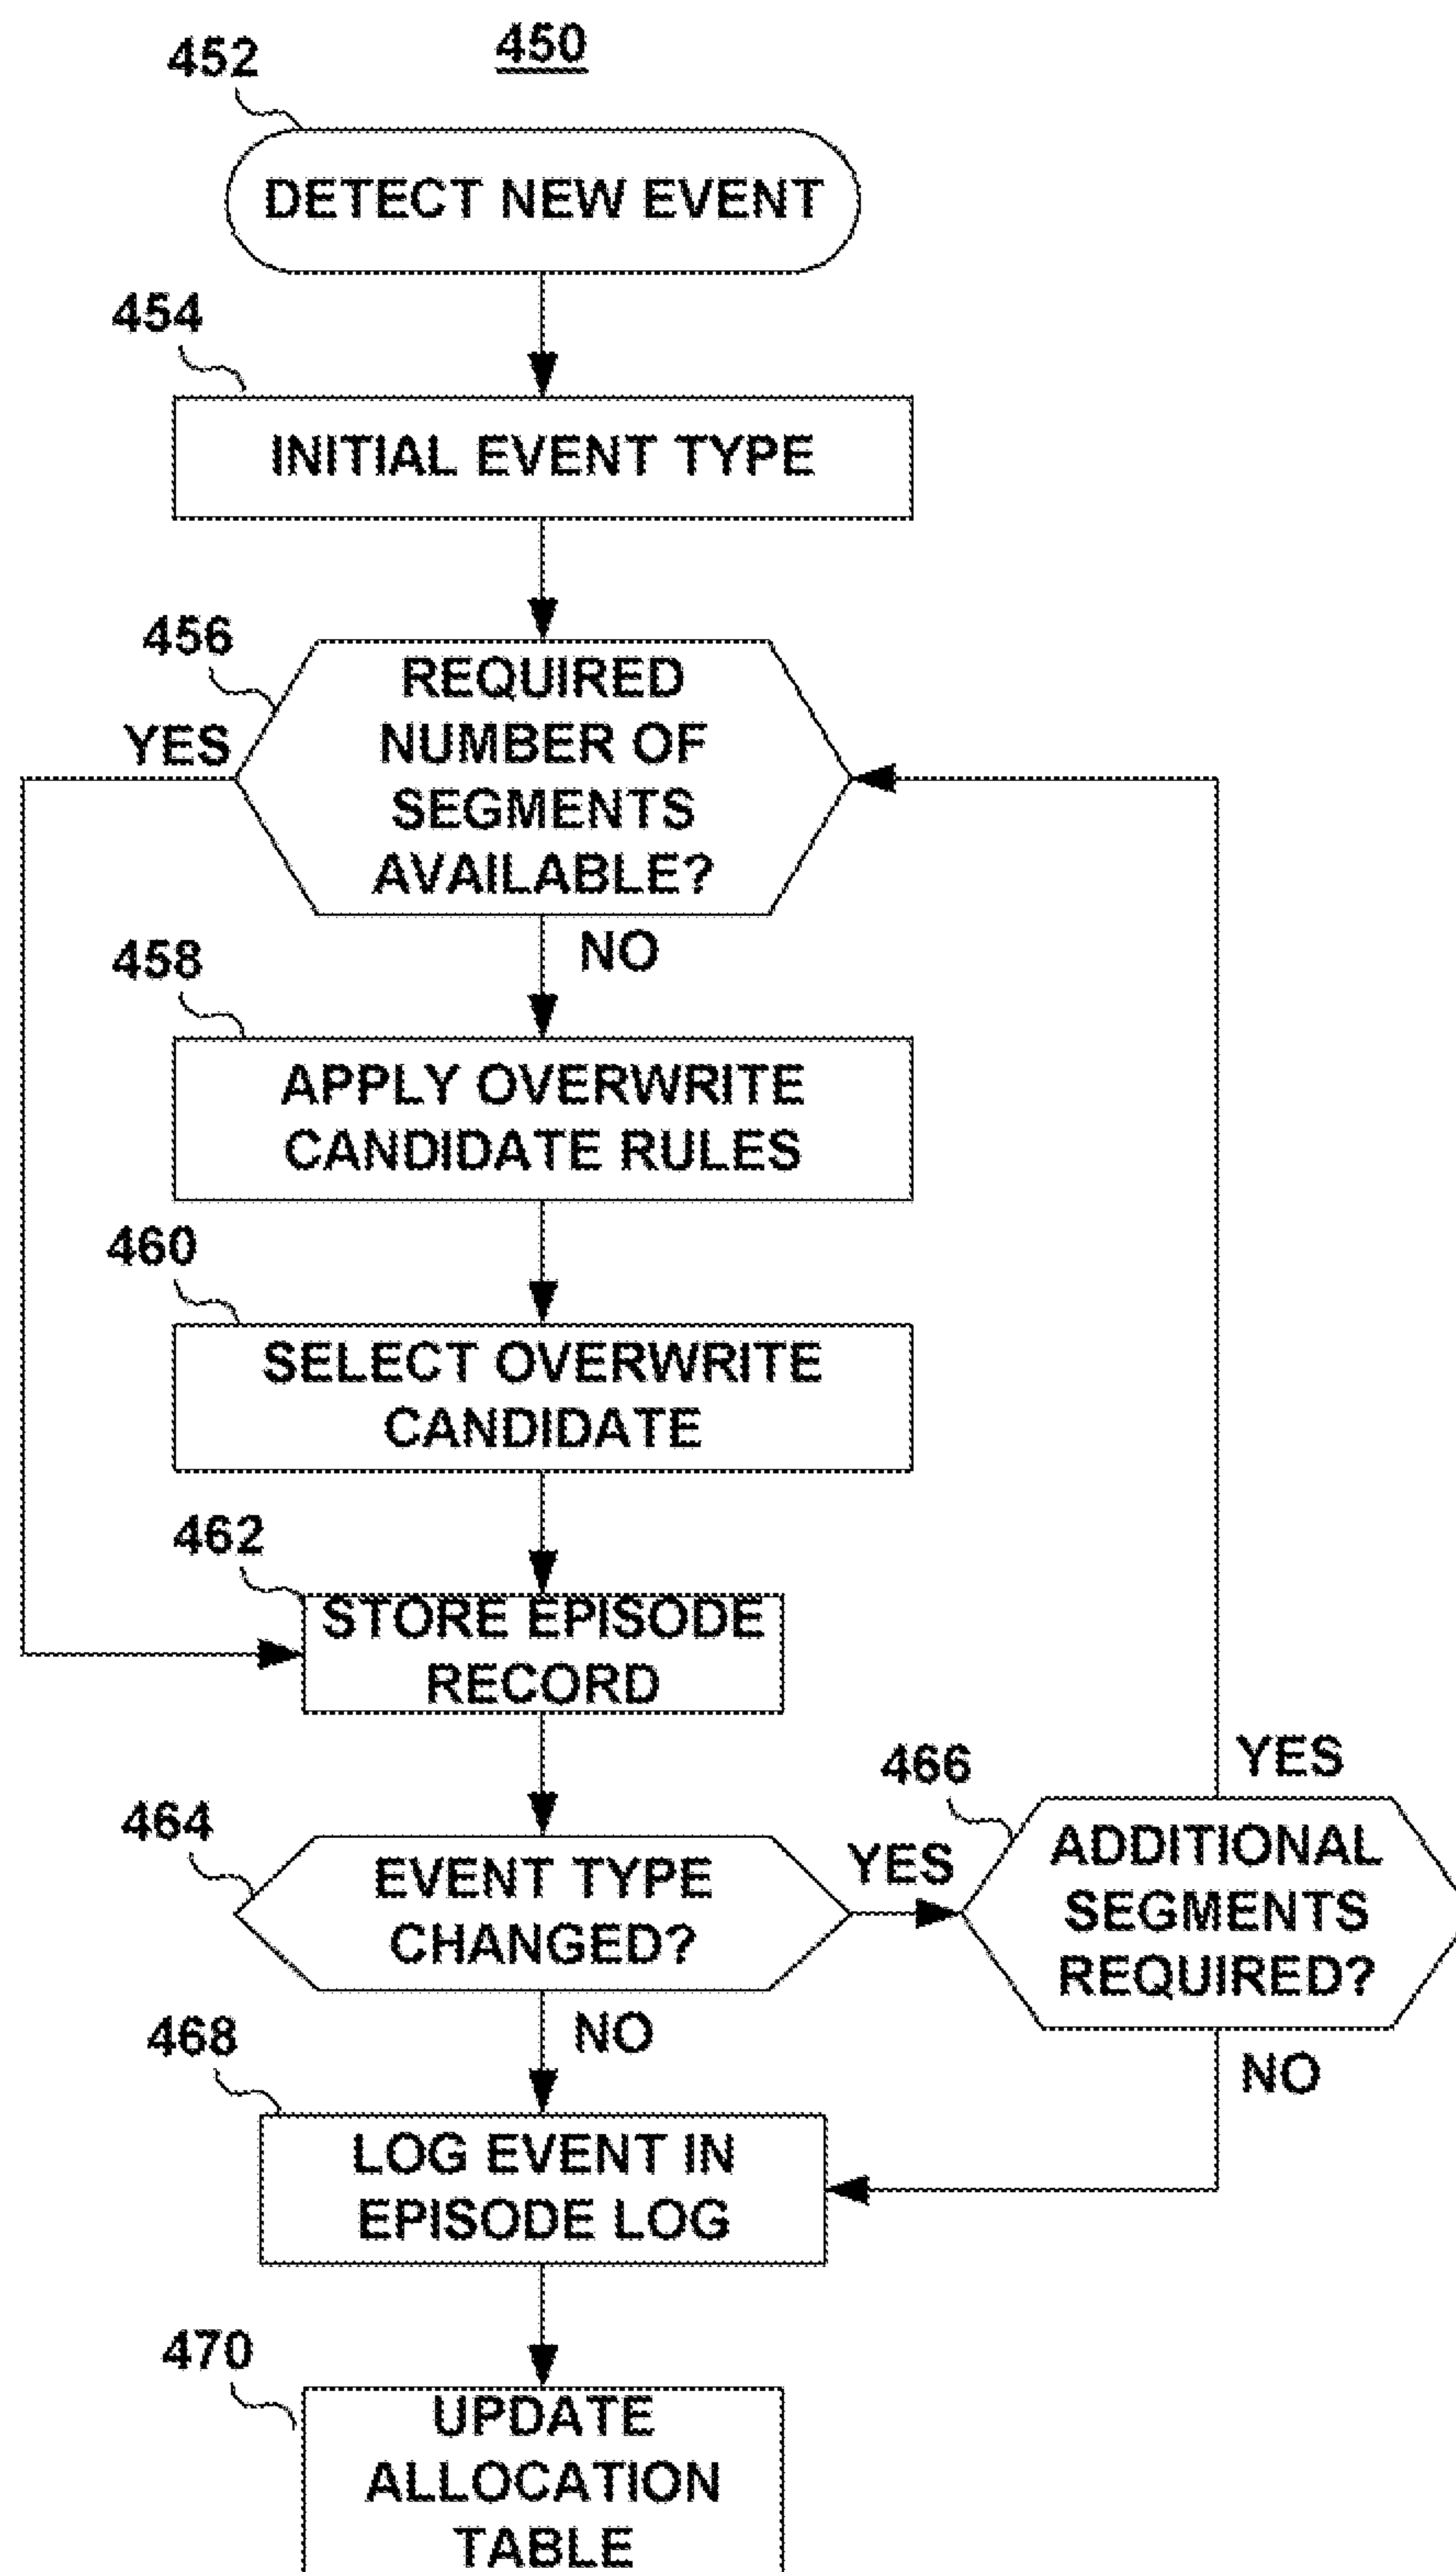 450
452
DETECT NEW EVENT
454
INITIAL EVENT TYPE
456
REQUIRED
NUMBER OF
SEGMENTS
AVAILABLE?
YES
NO
458
APPLY OVERWRITE
CANDIDATE RULES
460
SELECT OVERWRITE
CANDIDATE
462
STORE EPISODE
RECORD
464
EVENT TYPE
CHANGED?
YES
NO
466
ADDITIONAL
SEGMENTS
REQUIRED?
YES
NO
468
LOG EVENT IN
EPISODE LOG
470
UPDATE
ALLOCATION
TABLE